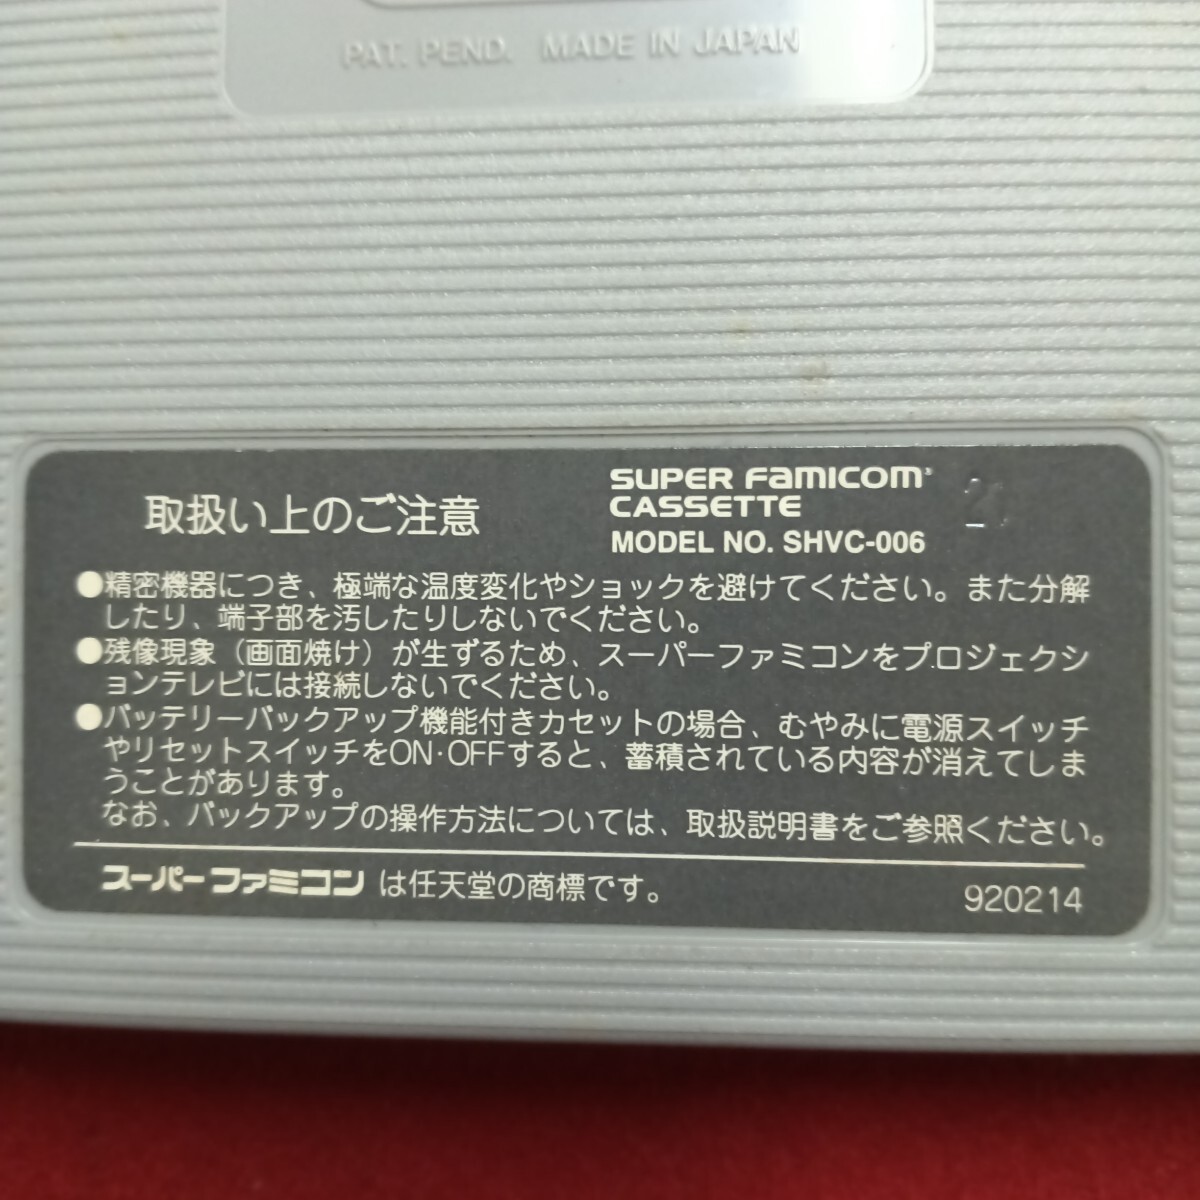 PAT. PEND. MADE IN JAPAN
取扱い上のご注意
SUPER FAMICOM
CASSETTE
MODEL NO. SHVC-006
●精密機器につき、極端な温度変化やショックを避けてください。また分解
したり、端子部を汚したりしないでください。
●残像現象（画面焼け）が生ずるため、スーパーファミコンをプロジェクシ
ョンテレビには接続しないでください。
●バッテリーバックアップ機能付きカセットの場合、むやみに電源スイッチ
やリセットスイッチをON･OFFすると、蓄積されている内容が消えてしま
うことがあります。
なお、バックアップの操作方法については、取扱説明書をご参照ください。
スーパーファミコン は任天堂の商標です。
920214